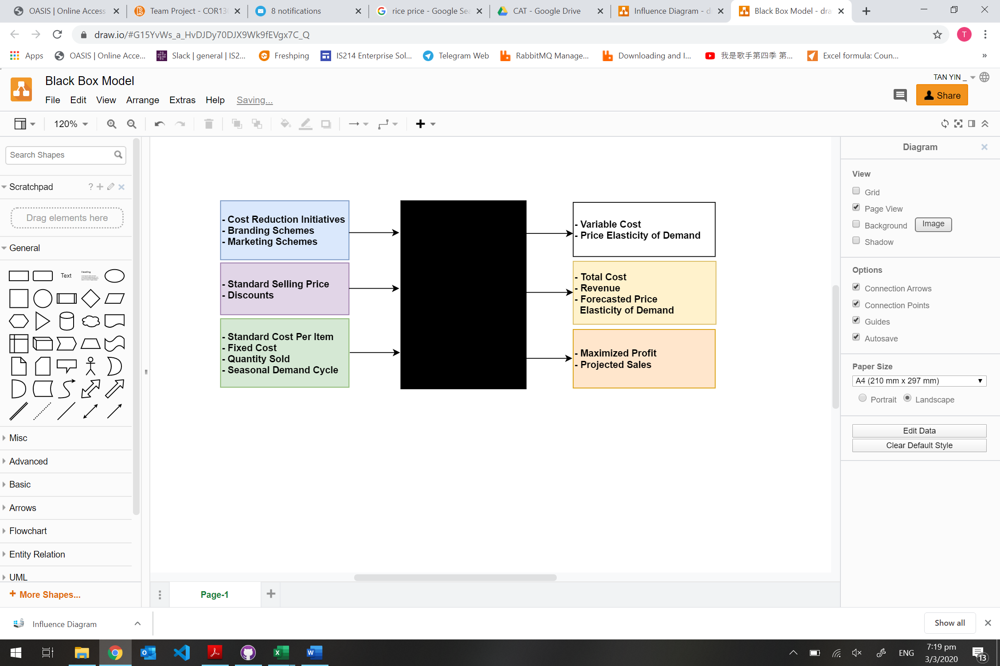 OASIS | Online Access
Team Project - COR13
8 notifications
rice price - Google Sea
CAT - Google Drive
Influence Diagram - d
Black Box Model - dra
draw.io/#G15YvWs_a_HvDJDy70DJX9Wk9fEVgx7C_Q
T
Apps
OASIS | Online Acce...
Slack | general | IS2...
Freshping
IS214 Enterprise Sol...
Telegram Web
RabbitMQ Manage...
Downloading and I...
我是歌手第四季 第...
Excel formula: Coun...
»
Black Box Model
TAN YIN _
File Edit View Arrange Extras Help Saving...
Share
120%
Search Shapes
Scratchpad
?
Drag elements here
General
Text
Heading
Misc
Advanced
Basic
Arrows
Flowchart
Entity Relation
UML
+ More Shapes...
- Cost Reduction Initiatives
- Branding Schemes
- Marketing Schemes
- Standard Selling Price
- Discounts
- Standard Cost Per Item
- Fixed Cost
- Quantity Sold
- Seasonal Demand Cycle
- Variable Cost
- Price Elasticity of Demand
- Total Cost
- Revenue
- Forecasted Price
Elasticity of Demand
- Maximized Profit
- Projected Sales
Diagram
View
Grid
Page View
Background
Image
Shadow
Options
Connection Arrows
Connection Points
Guides
Autosave
Paper Size
A4 (210 mm x 297 mm)
Portrait
Landscape
Edit Data
Clear Default Style
Page-1
Influence Diagram
Show all
ENG
7:19 pm
3/3/2020
13